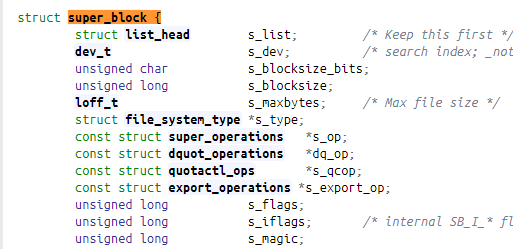 struct super_block {
struct list_head s_list; /* Keep this first */
dev_t s_dev; /* search index; _not
unsigned char s_blocksize_bits;
unsigned long s_blocksize;
loff_t s_maxbytes; /* Max file size */
struct file_system_type *s_type;
const struct super_operations *s_op;
const struct dquot_operations *dq_op;
const struct quotactl_ops *s_qcop;
const struct export_operations *s_export_op;
unsigned long s_flags;
unsigned long s_iflags; /* internal SB_I_* fl
unsigned long s_magic;